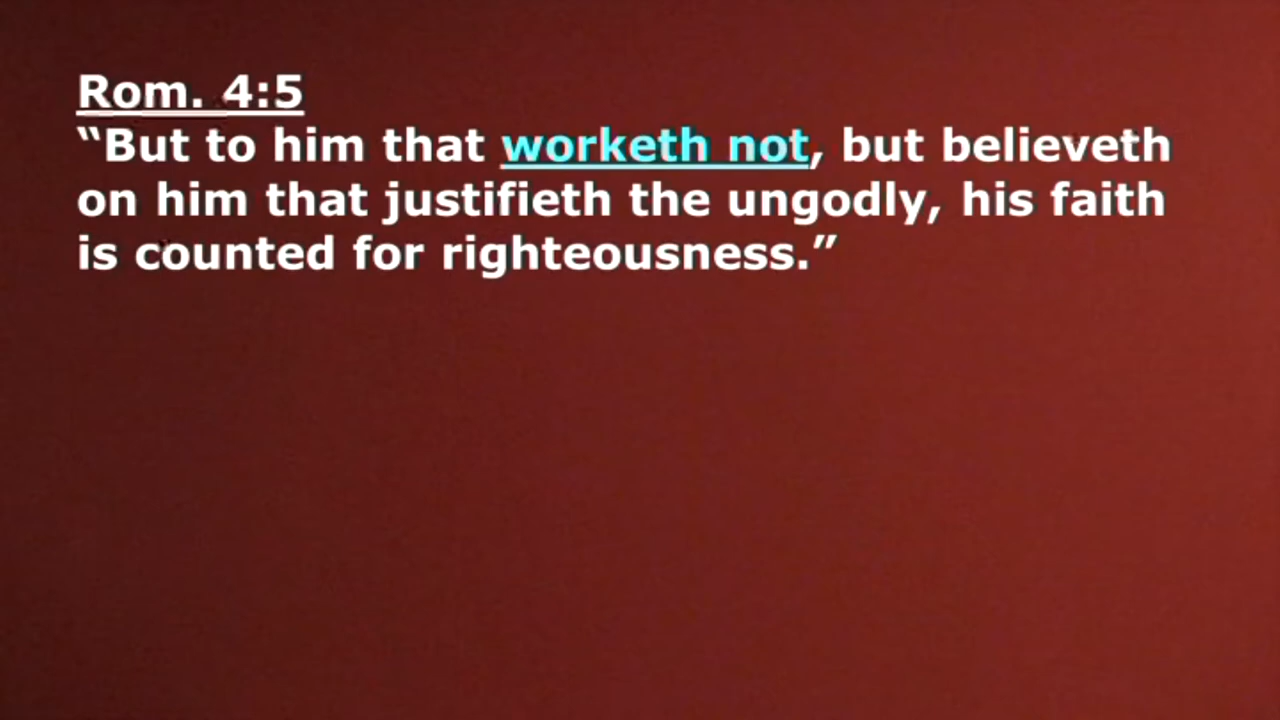 Rom. 4:5
“But to him that worketh not, but believeth
on him that justifieth the ungodly, his faith
is counted for righteousness.”